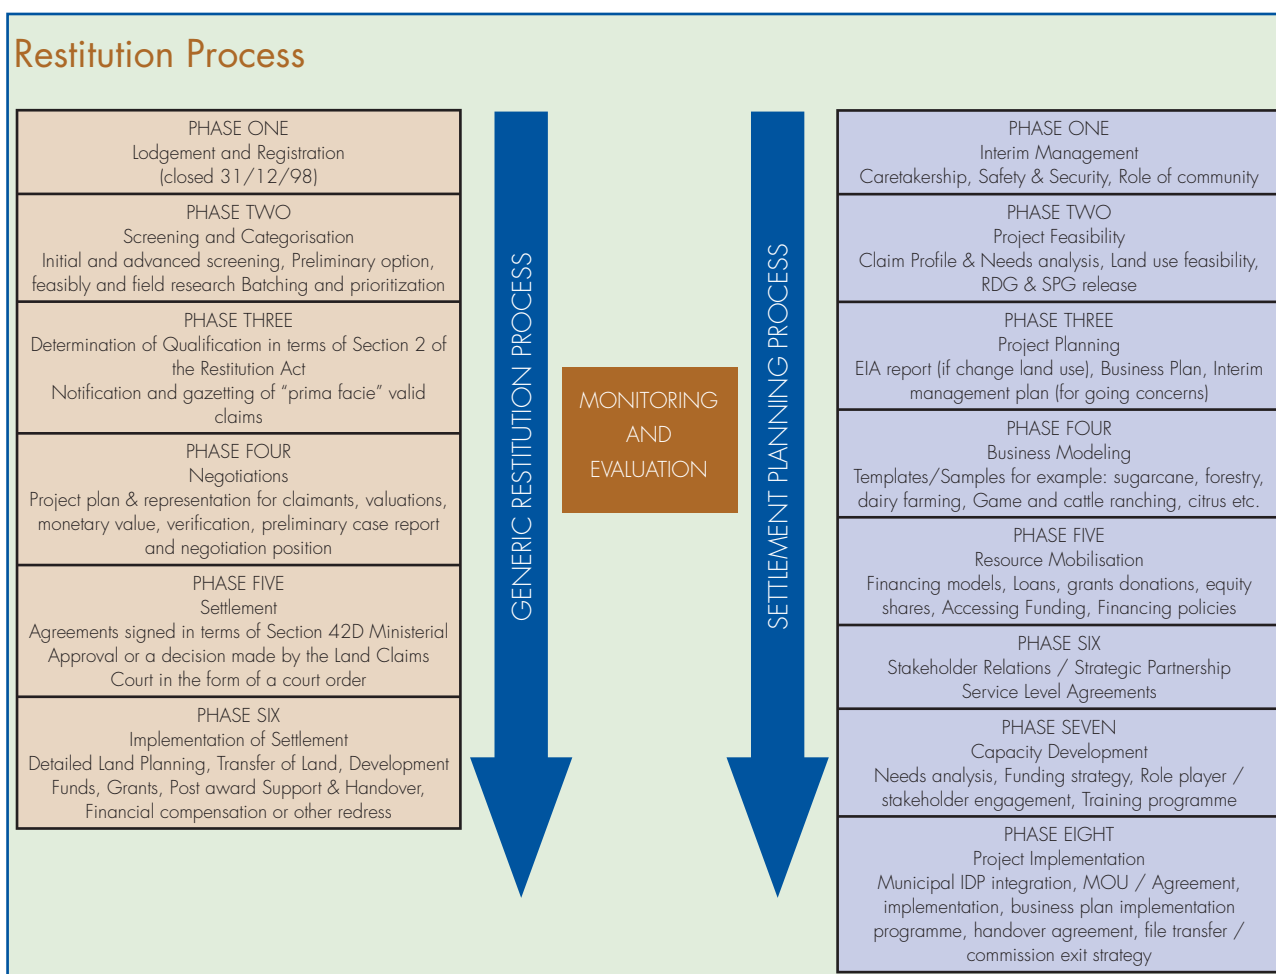 Restitution Process
PHASE ONE
Lodgement and Registration
(closed 31/12/98)
PHASE TWO
Screening and Categorisation
Initial and advanced screening, Preliminary option,
feasibly and field research Batching and prioritization
PHASE THREE
Determination of Qualification in terms of Section 2 of
the Restitution Act
Notification and gazetting of “prima facie” valid
claims
PHASE FOUR
Negotiations
Project plan & representation for claimants, valuations,
monetary value, verification, preliminary case report
and negotiation position
PHASE FIVE
Settlement
Agreements signed in terms of Section 42D Ministerial
Approval or a decision made by the Land Claims
Court in the form of a court order
PHASE SIX
Implementation of Settlement
Detailed Land Planning, Transfer of Land, Development
Funds, Grants, Post award Support & Handover,
Financial compensation or other redress
GENERIC RESTITUTION PROCESS
MONITORING
AND
EVALUATION
SETTLEMENT PLANNING PROCESS
PHASE ONE
Interim Management
Caretakership, Safety & Security, Role of community
PHASE TWO
Project Feasibility
Claim Profile & Needs analysis, Land use feasibility,
RDG & SPG release
PHASE THREE
Project Planning
EIA report (if change land use), Business Plan, Interim
management plan (for going concerns)
PHASE FOUR
Business Modeling
Templates/Samples for example: sugarcane, forestry,
dairy farming, Game and cattle ranching, citrus etc.
PHASE FIVE
Resource Mobilisation
Financing models, Loans, grants donations, equity
shares, Accessing Funding, Financing policies
PHASE SIX
Stakeholder Relations / Strategic Partnership
Service Level Agreements
PHASE SEVEN
Capacity Development
Needs analysis, Funding strategy, Role player /
stakeholder engagement, Training programme
PHASE EIGHT
Project Implementation
Municipal IDP integration, MOU / Agreement,
implementation, business plan implementation
programme, handover agreement, file transfer /
commission exit strategy